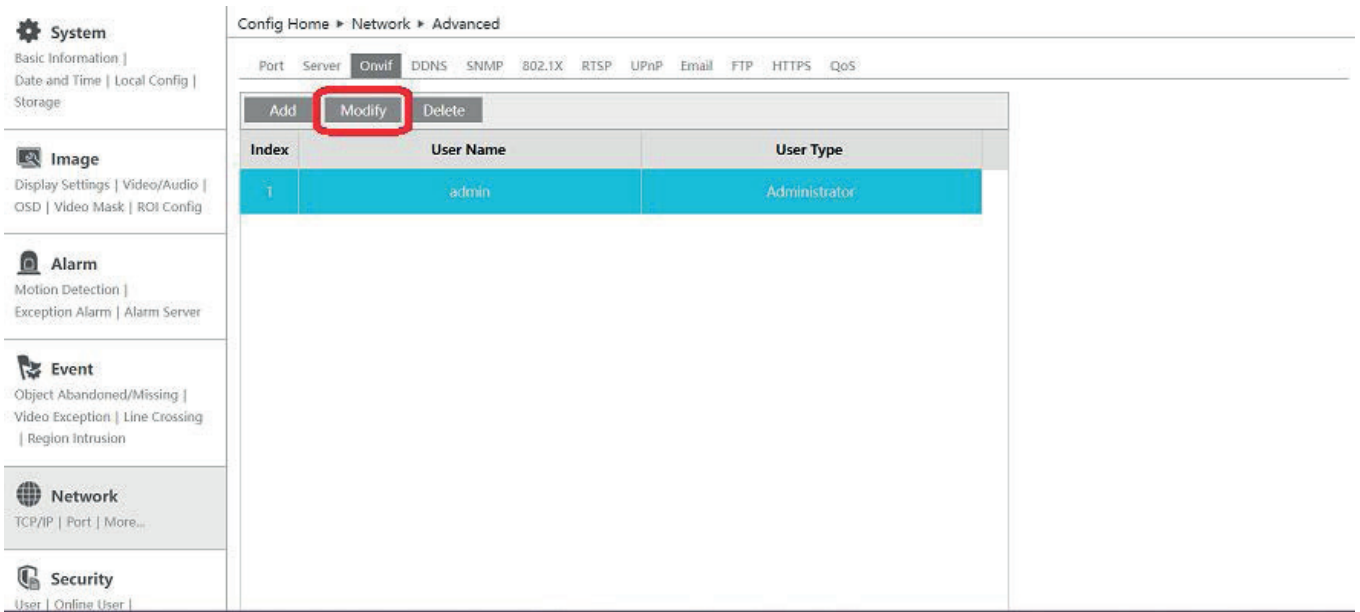 System
Basic Information |
Date and Time | Local Config |
Storage
Image
Display Settings | Video/Audio |
OSD | Video Mask | ROI Config
Alarm
Motion Detection |
Exception Alarm | Alarm Server
Event
Object Abandoned/Missing |
Video Exception | Line Crossing
| Region Intrusion
Network
TCP/IP | Port | More...
Security
User | Online User |
Config Home ▸ Network ▸ Advanced
Port Server Onvif DDNS SNMP 802.1X RTSP UPnP Email FTP HTTPS QoS
Add Modify Delete
Index User Name User Type
1 admin Administrator